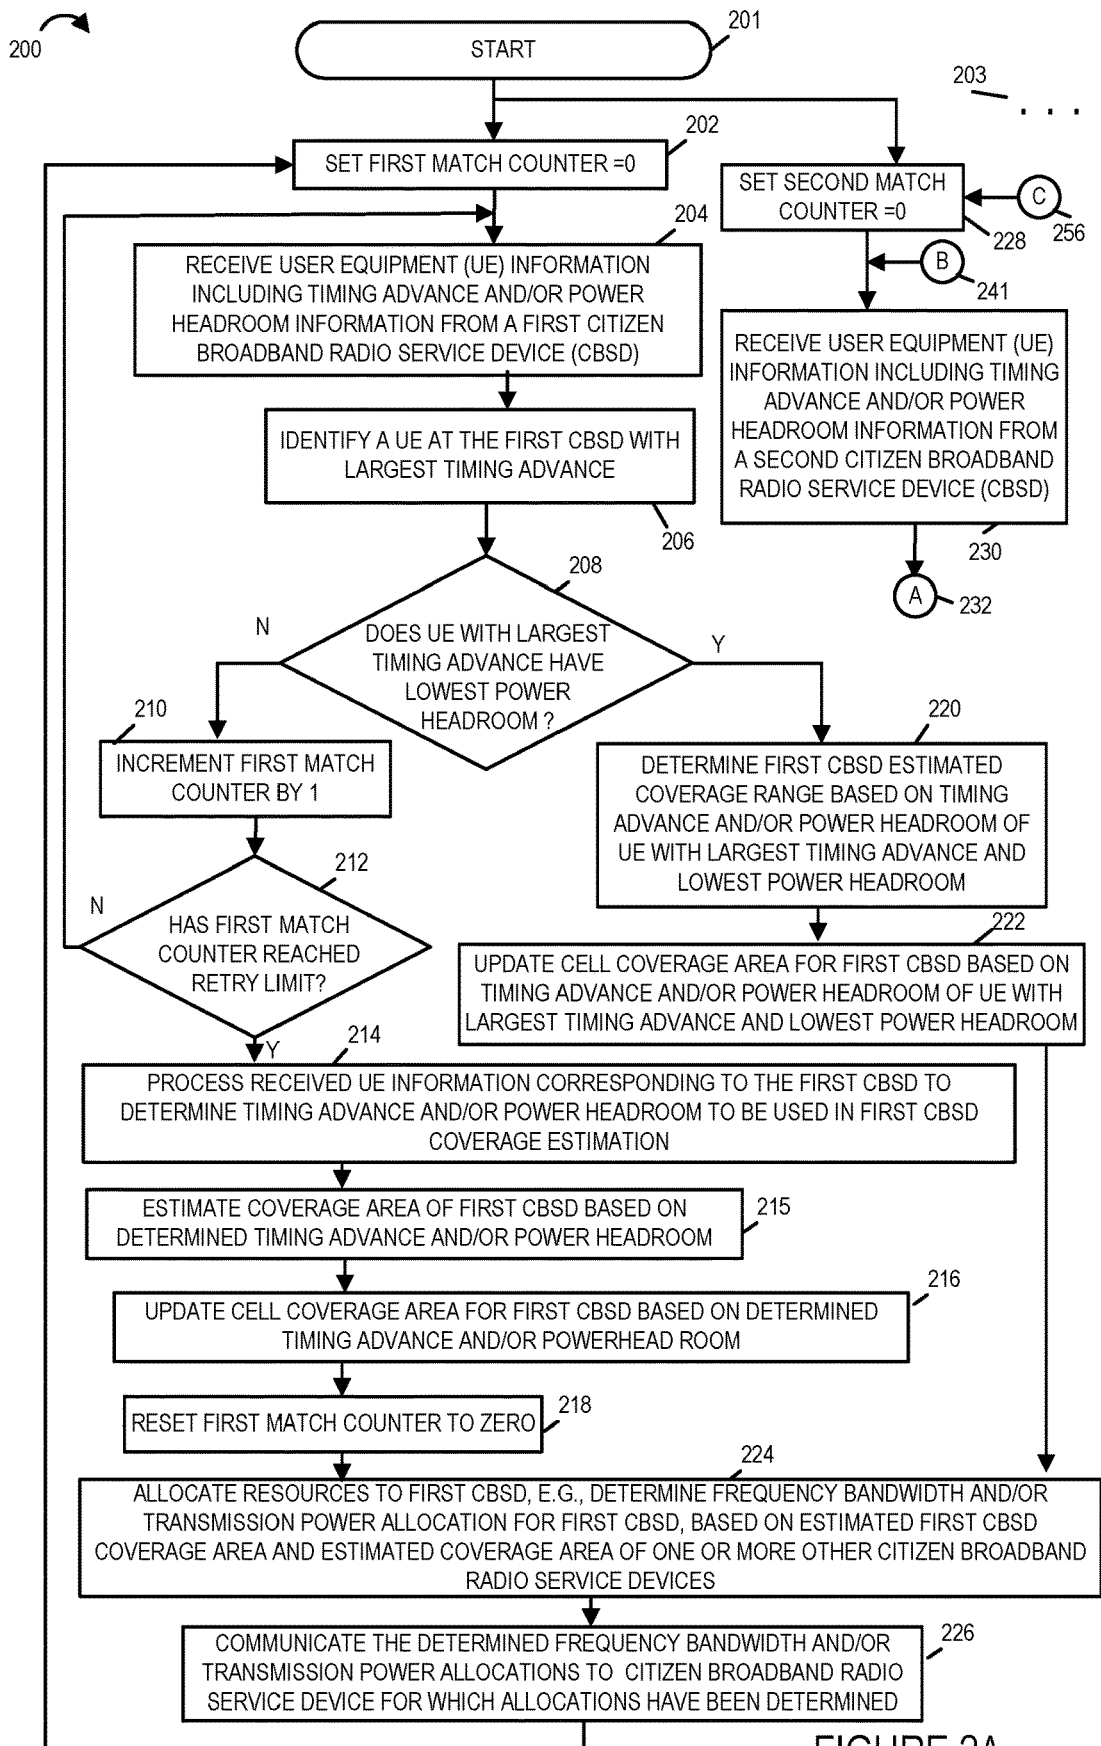 200
START
201
203
. . .
SET FIRST MATCH COUNTER =0
202
SET SECOND MATCH
COUNTER =0
228
C
256
B
241
RECEIVE USER EQUIPMENT (UE) INFORMATION
INCLUDING TIMING ADVANCE AND/OR POWER
HEADROOM INFORMATION FROM A FIRST CITIZEN
BROADBAND RADIO SERVICE DEVICE (CBSD)
204
RECEIVE USER EQUIPMENT (UE)
INFORMATION INCLUDING TIMING
ADVANCE AND/OR POWER
HEADROOM INFORMATION FROM
A SECOND CITIZEN BROADBAND
RADIO SERVICE DEVICE (CBSD)
230
A
232
IDENTIFY A UE AT THE FIRST CBSD WITH
LARGEST TIMING ADVANCE
206
208
DOES UE WITH LARGEST
TIMING ADVANCE HAVE
LOWEST POWER
HEADROOM ?
N
Y
210
INCREMENT FIRST MATCH
COUNTER BY 1
220
DETERMINE FIRST CBSD ESTIMATED
COVERAGE RANGE BASED ON TIMING
ADVANCE AND/OR POWER HEADROOM OF
UE WITH LARGEST TIMING ADVANCE AND
LOWEST POWER HEADROOM
212
N
HAS FIRST MATCH
COUNTER REACHED
RETRY LIMIT?
Y
222
UPDATE CELL COVERAGE AREA FOR FIRST CBSD BASED ON
TIMING ADVANCE AND/OR POWER HEADROOM OF UE WITH
LARGEST TIMING ADVANCE AND LOWEST POWER HEADROOM
214
PROCESS RECEIVED UE INFORMATION CORRESPONDING TO THE FIRST CBSD TO
DETERMINE TIMING ADVANCE AND/OR POWER HEADROOM TO BE USED IN FIRST CBSD
COVERAGE ESTIMATION
ESTIMATE COVERAGE AREA OF FIRST CBSD BASED ON
DETERMINED TIMING ADVANCE AND/OR POWER HEADROOM
215
UPDATE CELL COVERAGE AREA FOR FIRST CBSD BASED ON DETERMINED
TIMING ADVANCE AND/OR POWERHEAD ROOM
216
RESET FIRST MATCH COUNTER TO ZERO
218
224
ALLOCATE RESOURCES TO FIRST CBSD, E.G., DETERMINE FREQUENCY BANDWIDTH AND/OR
TRANSMISSION POWER ALLOCATION FOR FIRST CBSD, BASED ON ESTIMATED FIRST CBSD
COVERAGE AREA AND ESTIMATED COVERAGE AREA OF ONE OR MORE OTHER CITIZEN BROADBAND
RADIO SERVICE DEVICES
COMMUNICATE THE DETERMINED FREQUENCY BANDWIDTH AND/OR
TRANSMISSION POWER ALLOCATIONS TO CITIZEN BROADBAND RADIO
SERVICE DEVICE FOR WHICH ALLOCATIONS HAVE BEEN DETERMINED
226
FIGURE 2A